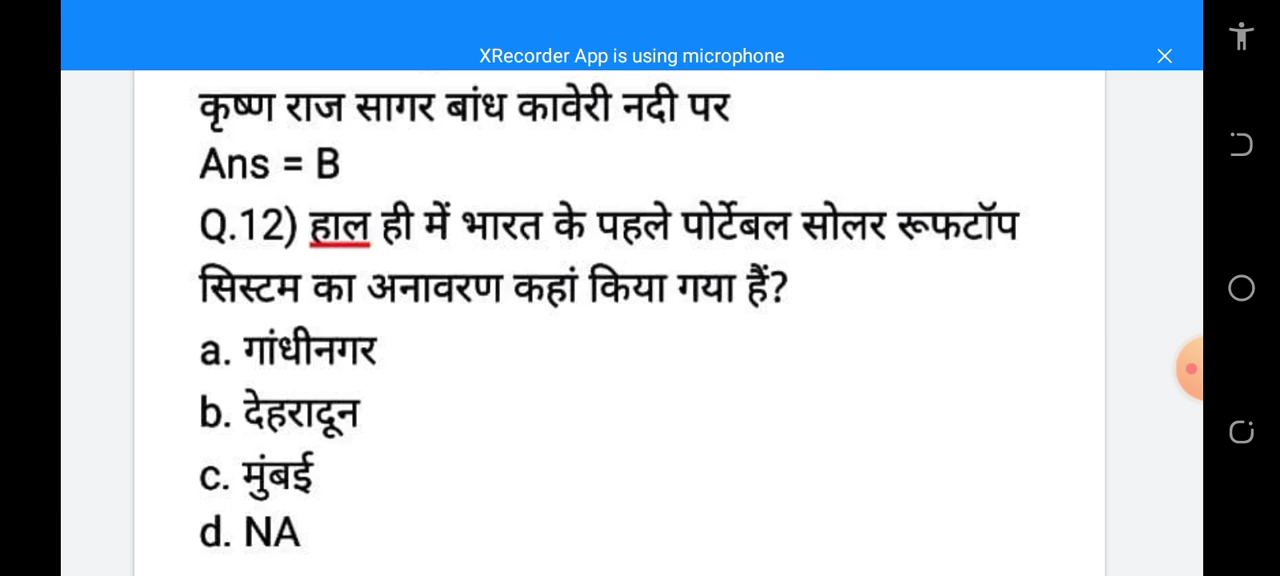 XRecorder App is using microphone
कृष्ण राज सागर बांध कावेरी नदी पर
Ans = B
Q.12) हाल ही में भारत के पहले पोर्टेबल सोलर रूफटॉप
सिस्टम का अनावरण कहां किया गया हैं?
a. गांधीनगर
b. देहरादून
c. मुंबई
d. NA